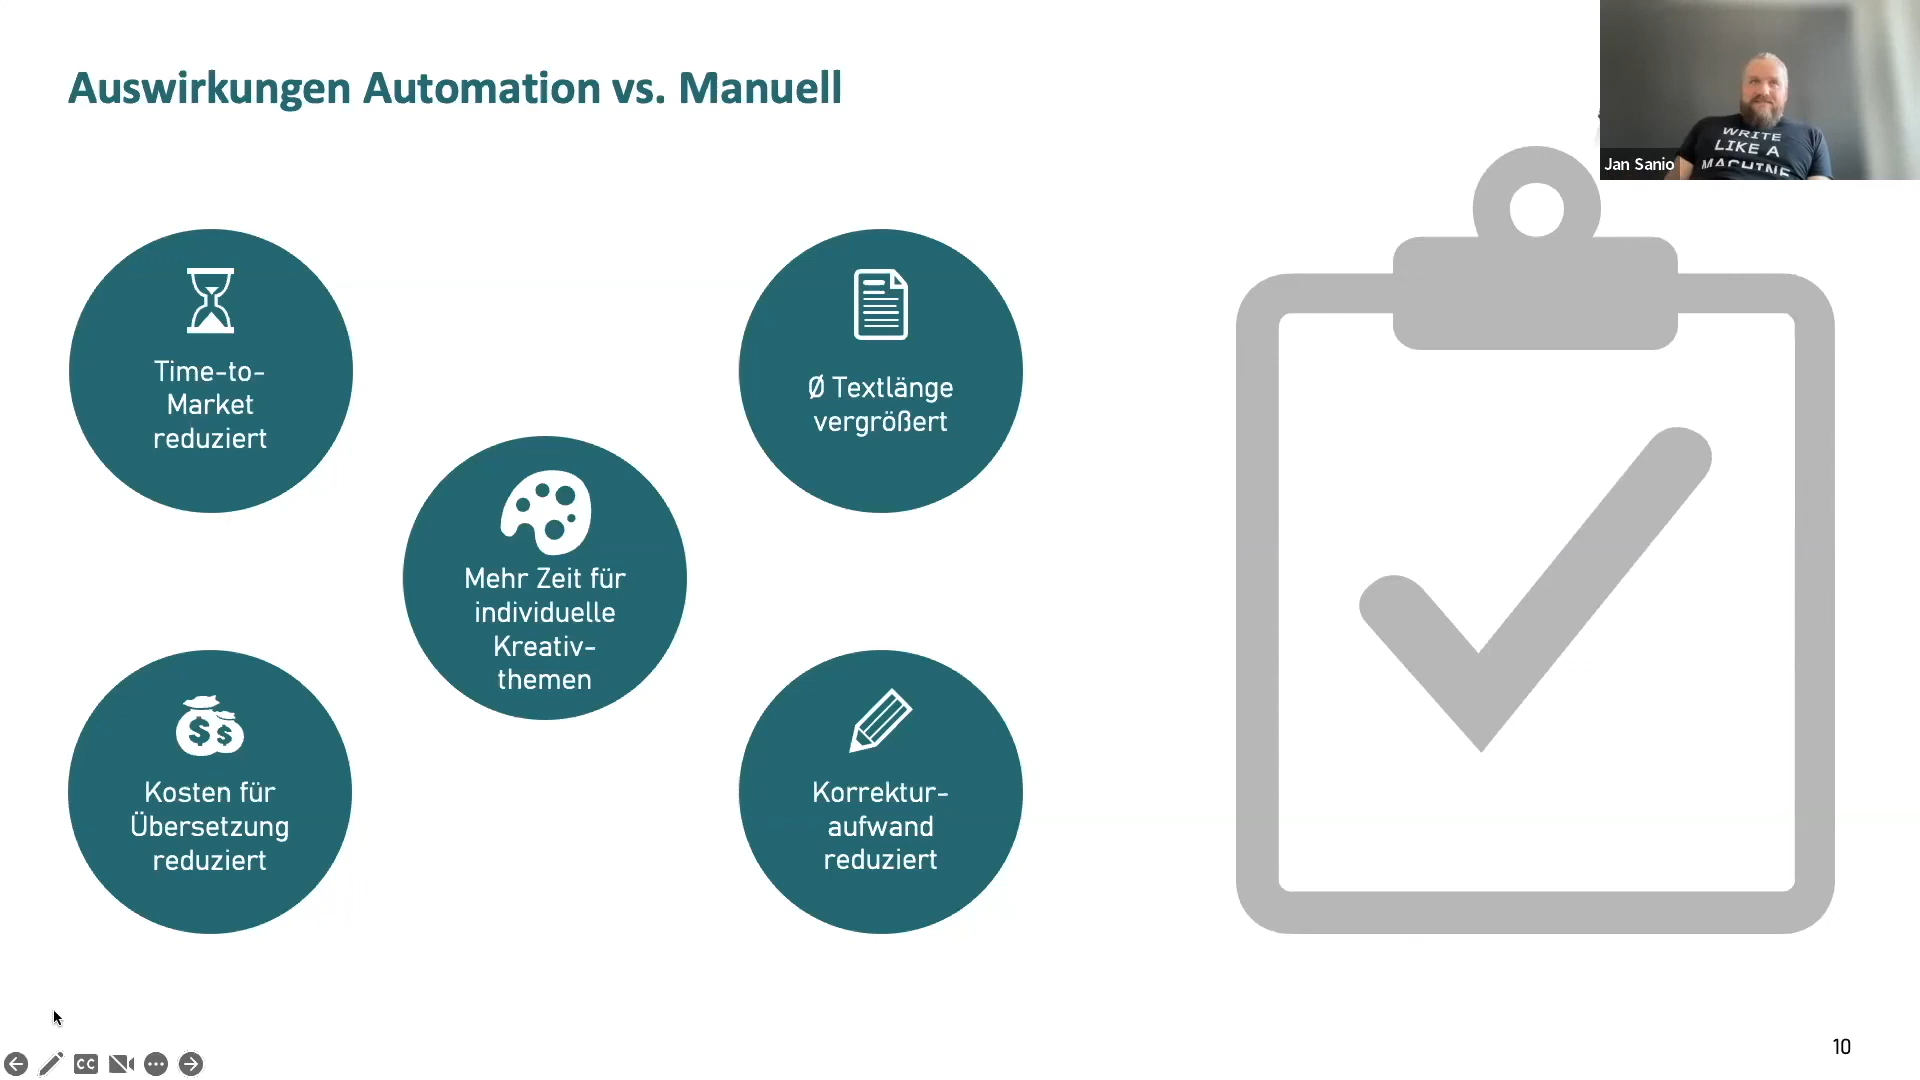 Auswirkungen Automation vs. Manuell
WRITE
LIKE A
MACHINE
Jan Sanio
Time-to-
Market
reduziert
Ø Textlänge
vergrößert
Mehr Zeit für
individuelle
Kreativ-
themen
$ $
Kosten für
Übersetzung
reduziert
Korrektur-
aufwand
reduziert
CC
10